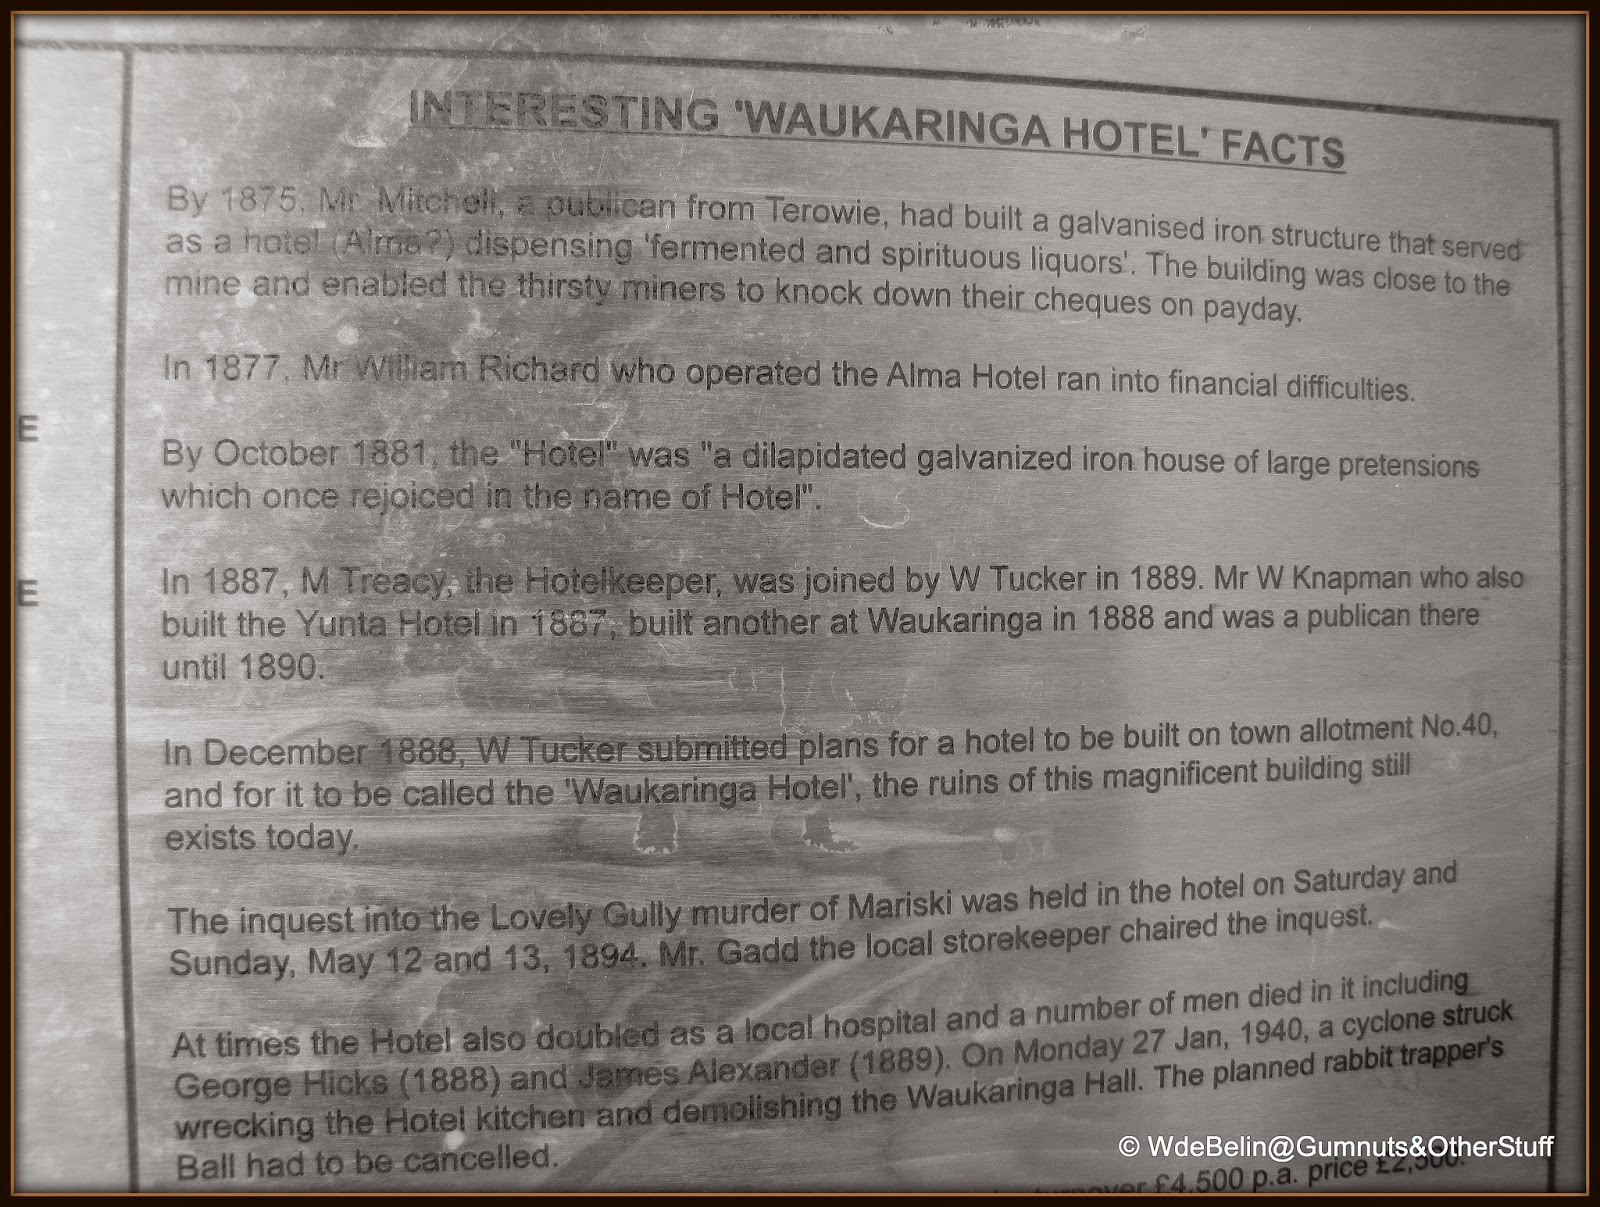 INTERESTING 'WAUKARINGA HOTEL' FACTS
By 1875, Mr. Mitchell, a publican from Terowie, had built a galvanised iron structure that served
as a hotel (Alma?) dispensing 'fermented and spirituous liquors'. The building was close to the
mine and enabled the thirsty miners to knock down their cheques on payday.
In 1877, Mr William Richard who operated the Alma Hotel ran into financial difficulties.
E
By October 1881, the "Hotel" was "a dilapidated galvanized iron house of large pretensions
which once rejoiced in the name of Hotel".
E
In 1887, M Treacy, the Hotelkeeper, was joined by W Tucker in 1889. Mr W Knapman who also
built the Yunta Hotel in 1887, built another at Waukaringa in 1888 and was a publican there
until 1890.
In December 1888, W Tucker submitted plans for a hotel to be built on town allotment No.40,
and for it to be called the 'Waukaringa Hotel', the ruins of this magnificent building still
exists today.
The inquest into the Lovely Gully murder of Mariski was held in the hotel on Saturday and
Sunday, May 12 and 13, 1894. Mr. Gadd the local storekeeper chaired the inquest.
At times the Hotel also doubled as a local hospital and a number of men died in it including
George Hicks (1888) and James Alexander (1889). On Monday 27 Jan, 1940, a cyclone struck
wrecking the Hotel kitchen and demolishing the Waukaringa Hall. The planned rabbit trapper's
Ball had to be cancelled.
© WdeBelin@Gumnuts&OtherStuff
£4,500 p.a. price £2,500.